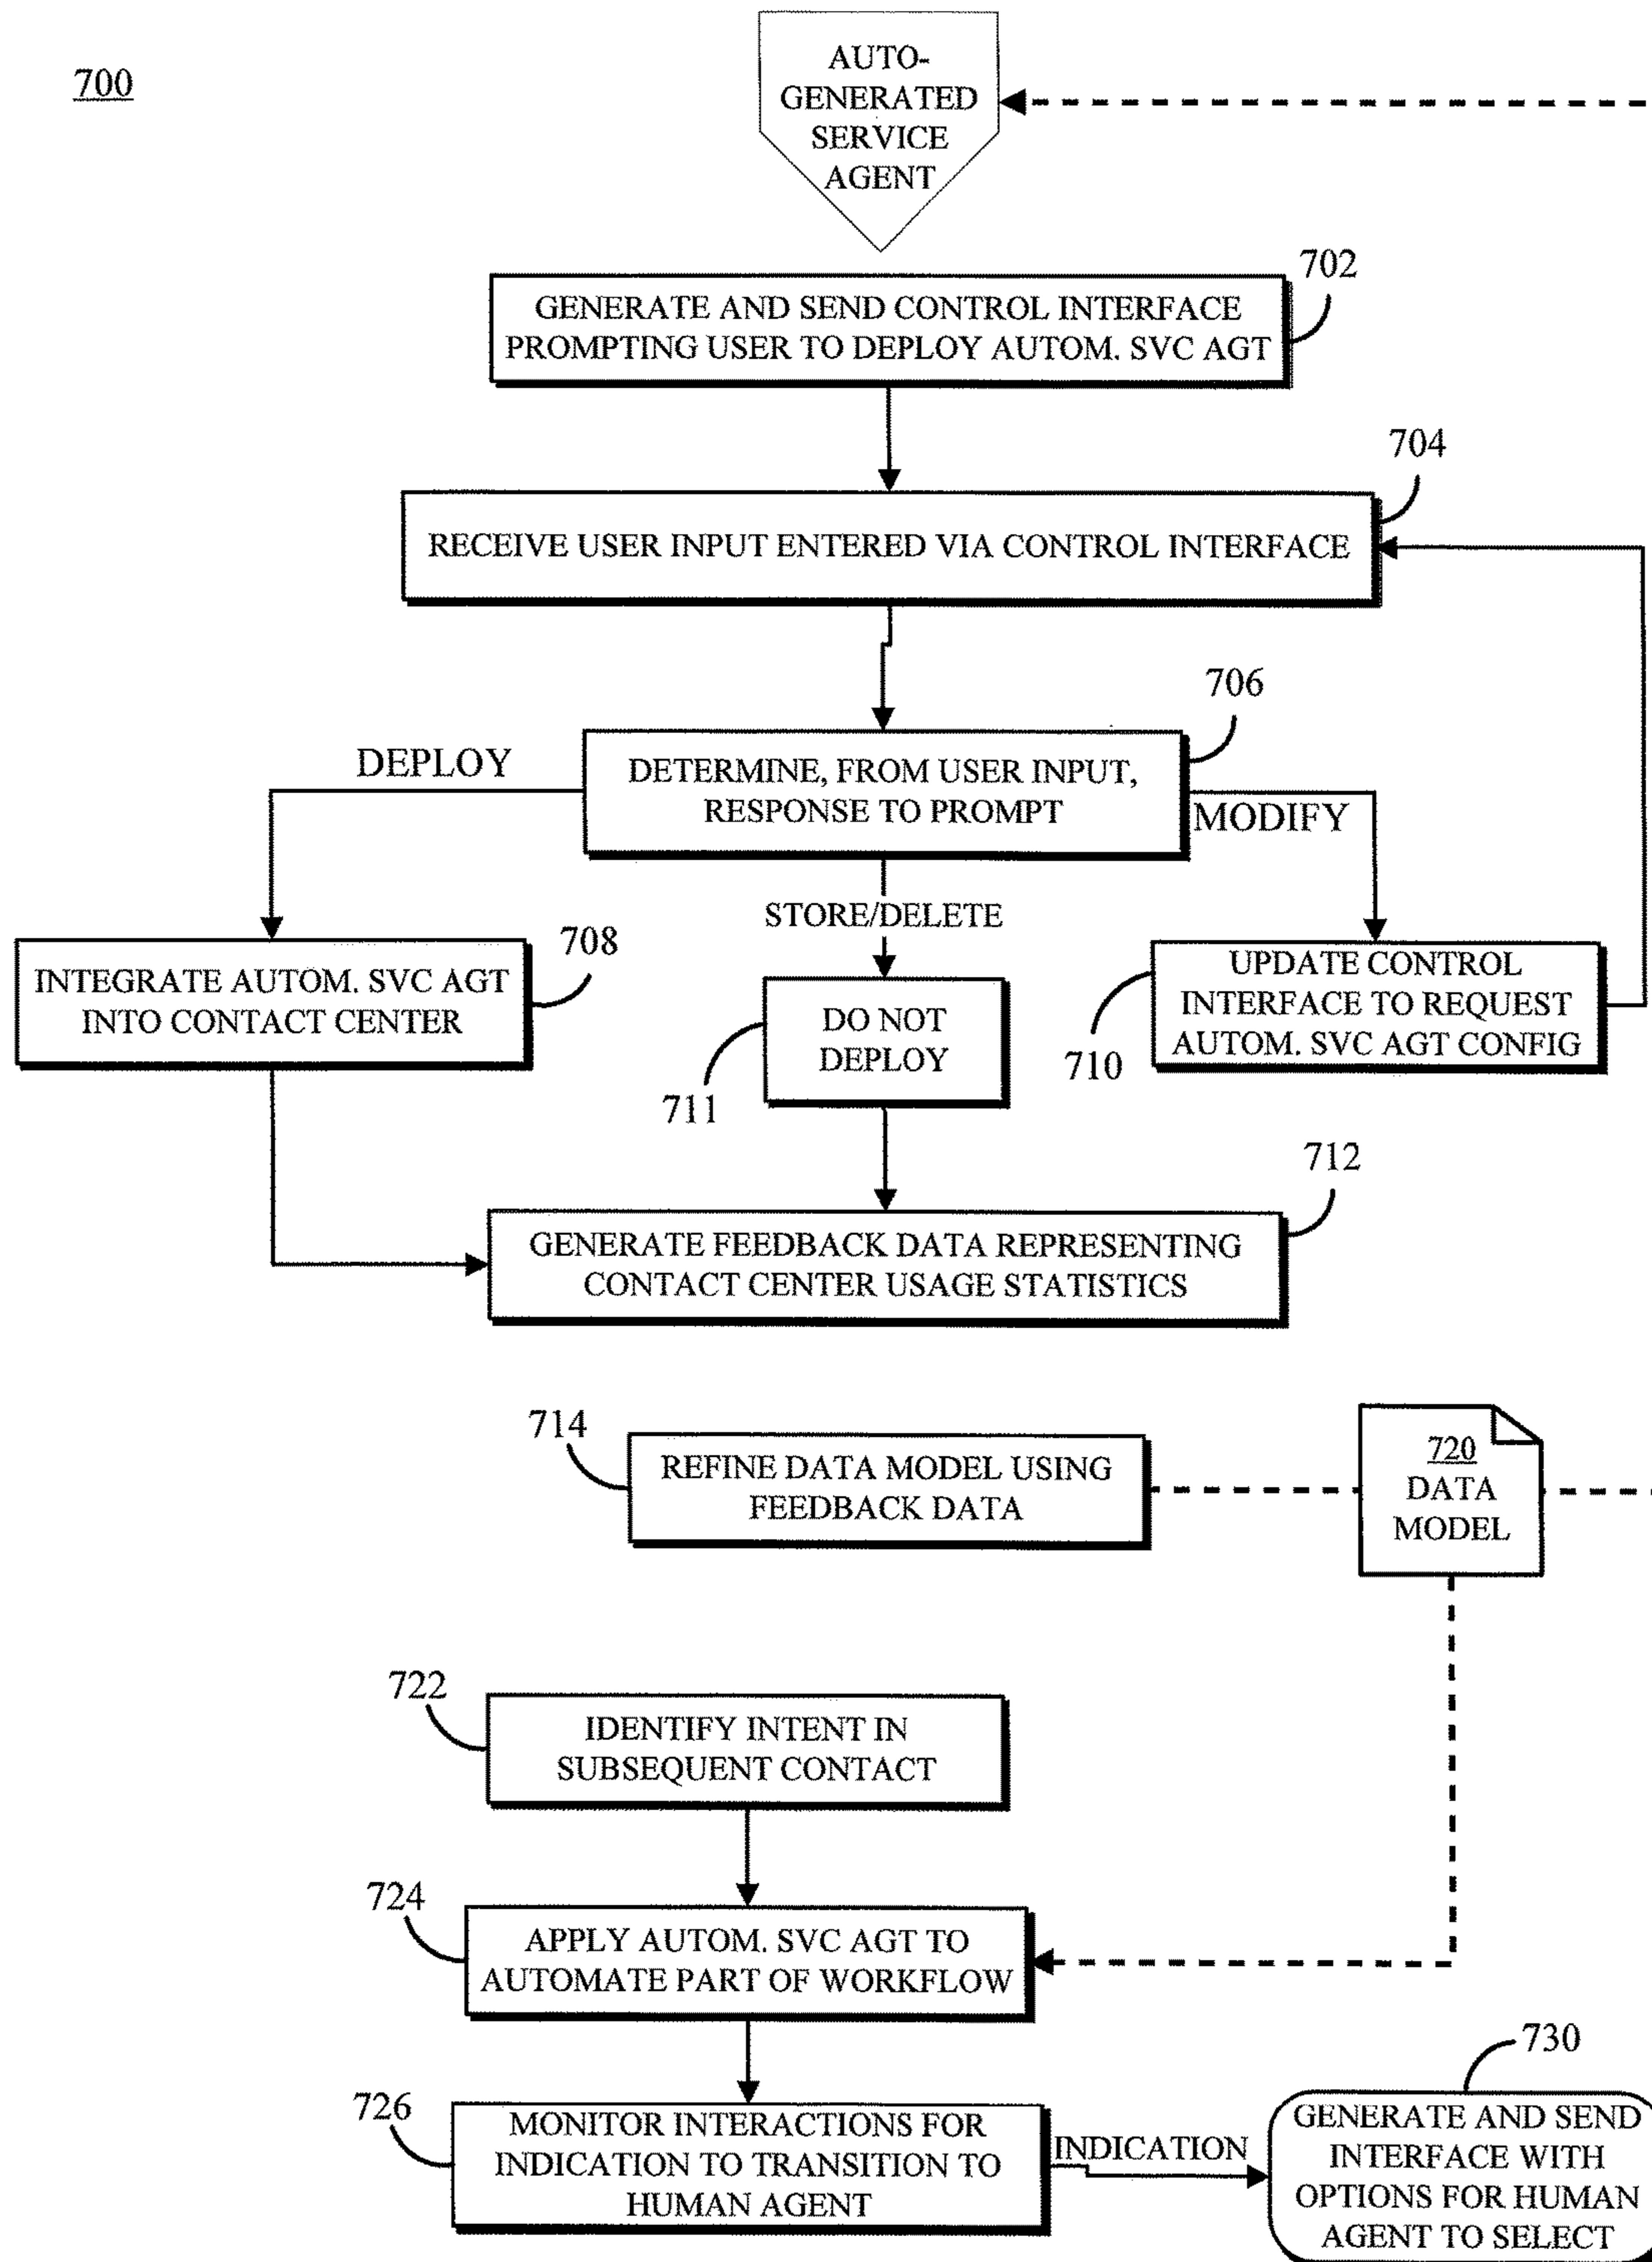 700
AUTO-
GENERATED
SERVICE
AGENT
702
GENERATE AND SEND CONTROL INTERFACE
PROMPTING USER TO DEPLOY AUTOM. SVC AGT
704
RECEIVE USER INPUT ENTERED VIA CONTROL INTERFACE
706
DETERMINE, FROM USER INPUT,
RESPONSE TO PROMPT
DEPLOY
MODIFY
STORE/DELETE
708
INTEGRATE AUTOM. SVC AGT
INTO CONTACT CENTER
711
DO NOT
DEPLOY
710
UPDATE CONTROL
INTERFACE TO REQUEST
AUTOM. SVC AGT CONFIG
712
GENERATE FEEDBACK DATA REPRESENTING
CONTACT CENTER USAGE STATISTICS
714
REFINE DATA MODEL USING
FEEDBACK DATA
720
DATA
MODEL
722
IDENTIFY INTENT IN
SUBSEQUENT CONTACT
724
APPLY AUTOM. SVC AGT TO
AUTOMATE PART OF WORKFLOW
726
MONITOR INTERACTIONS FOR
INDICATION TO TRANSITION TO
HUMAN AGENT
INDICATION
730
GENERATE AND SEND
INTERFACE WITH
OPTIONS FOR HUMAN
AGENT TO SELECT